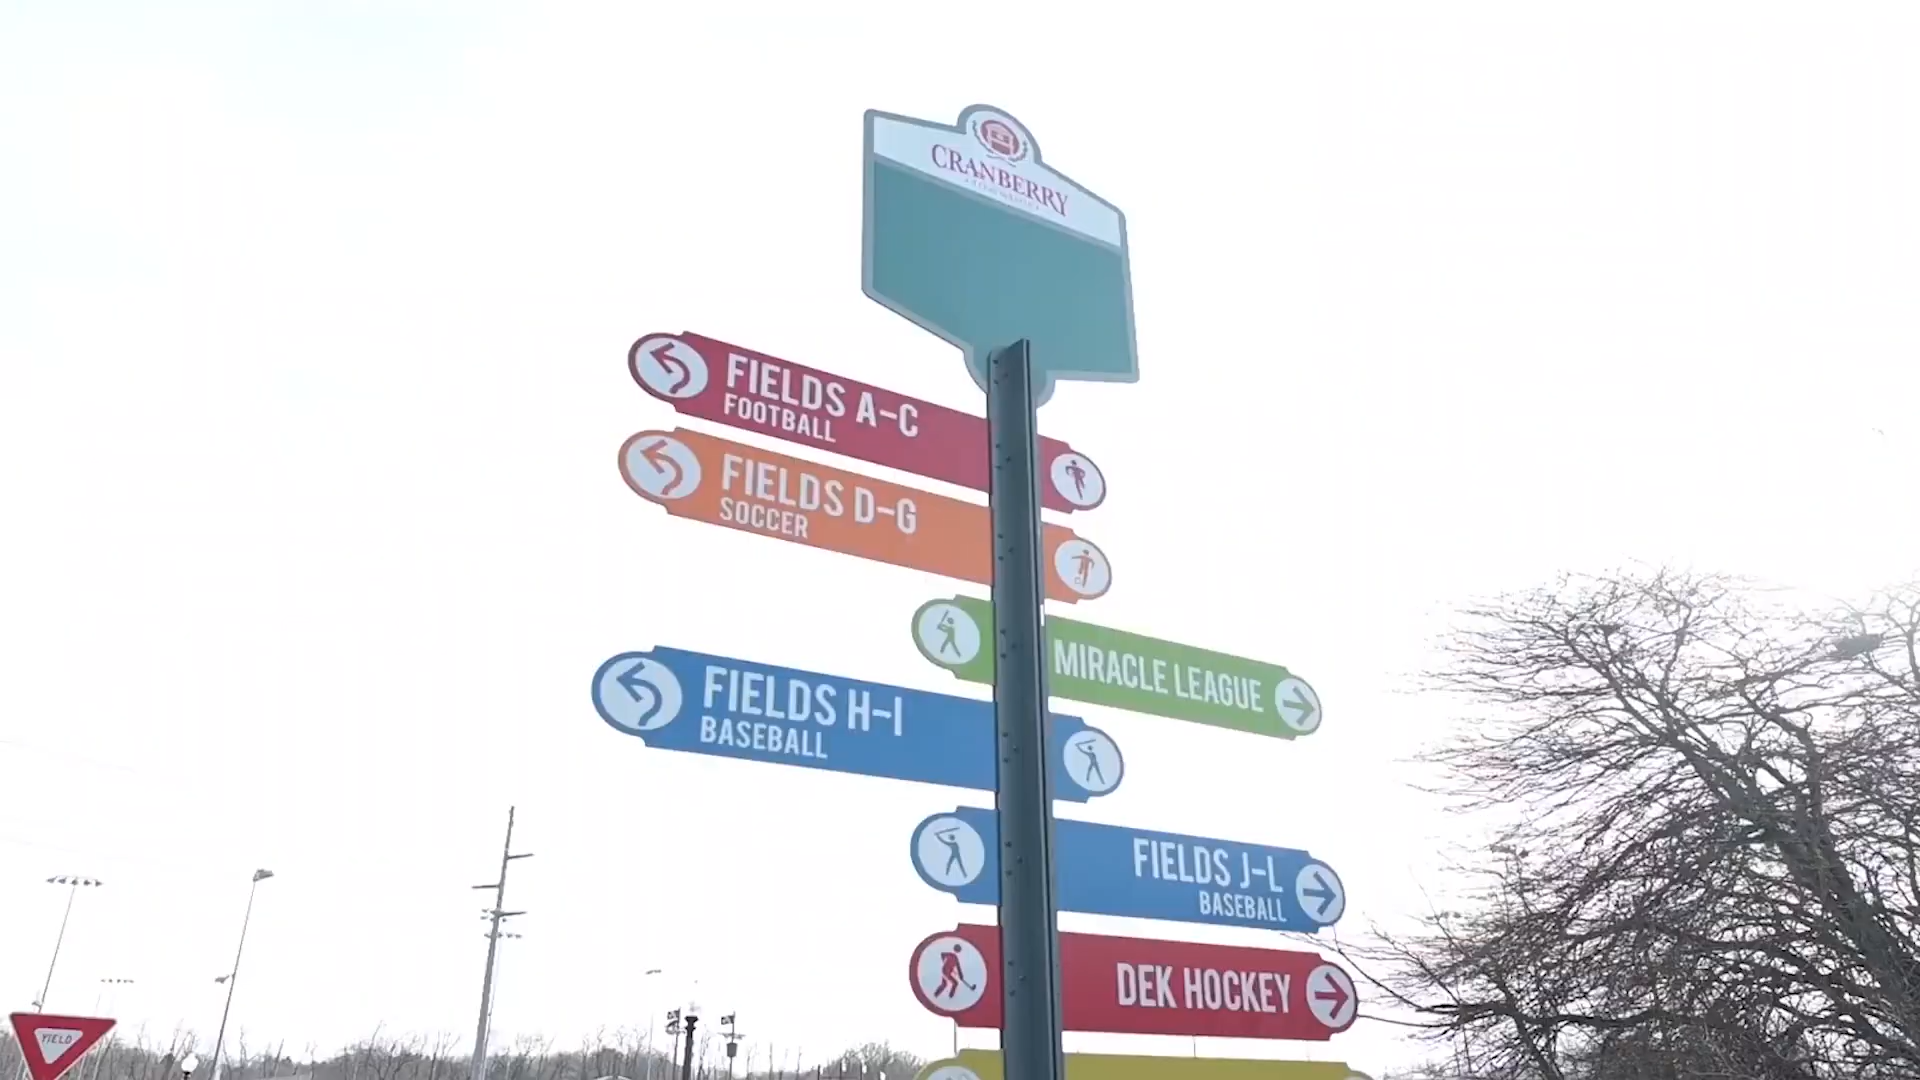 CRANBERRY
FIELDS A-C
FOOTBALL
FIELDS D-G
SOCCER
MIRACLE LEAGUE
FIELDS H-I
BASEBALL
FIELDS J-L
BASEBALL
DEK HOCKEY
YIELD